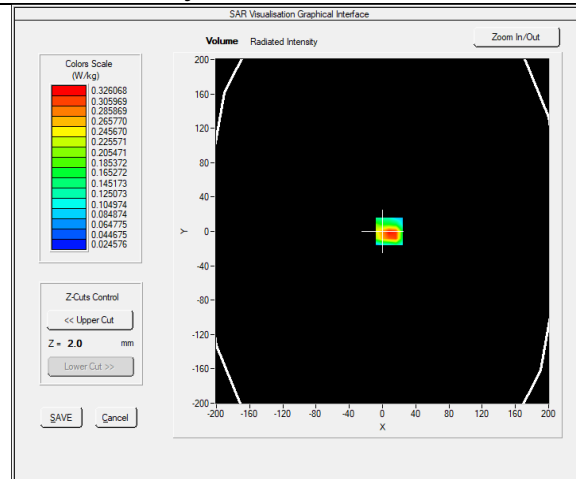 SAR Visualisation Graphical Interface
Volume Radiated Intensity
Zoom In/Out
Colors Scale
(W/kg)
0.326068
0.305969
0.285869
0.265770
0.245670
0.225571
0.205471
0.185372
0.165272
0.145173
0.125073
0.104974
0.084874
0.064775
0.044675
0.024576
Z-Cuts Control
<< Upper Cut
Z = 2.0 mm
Lower Cut >>
SAVE Cancel
200
160
120
80
40
0
-40
-80
-120
-160
-200
Y
-200 -160 -120 -80 -40 0 40 80 120 160 200
X